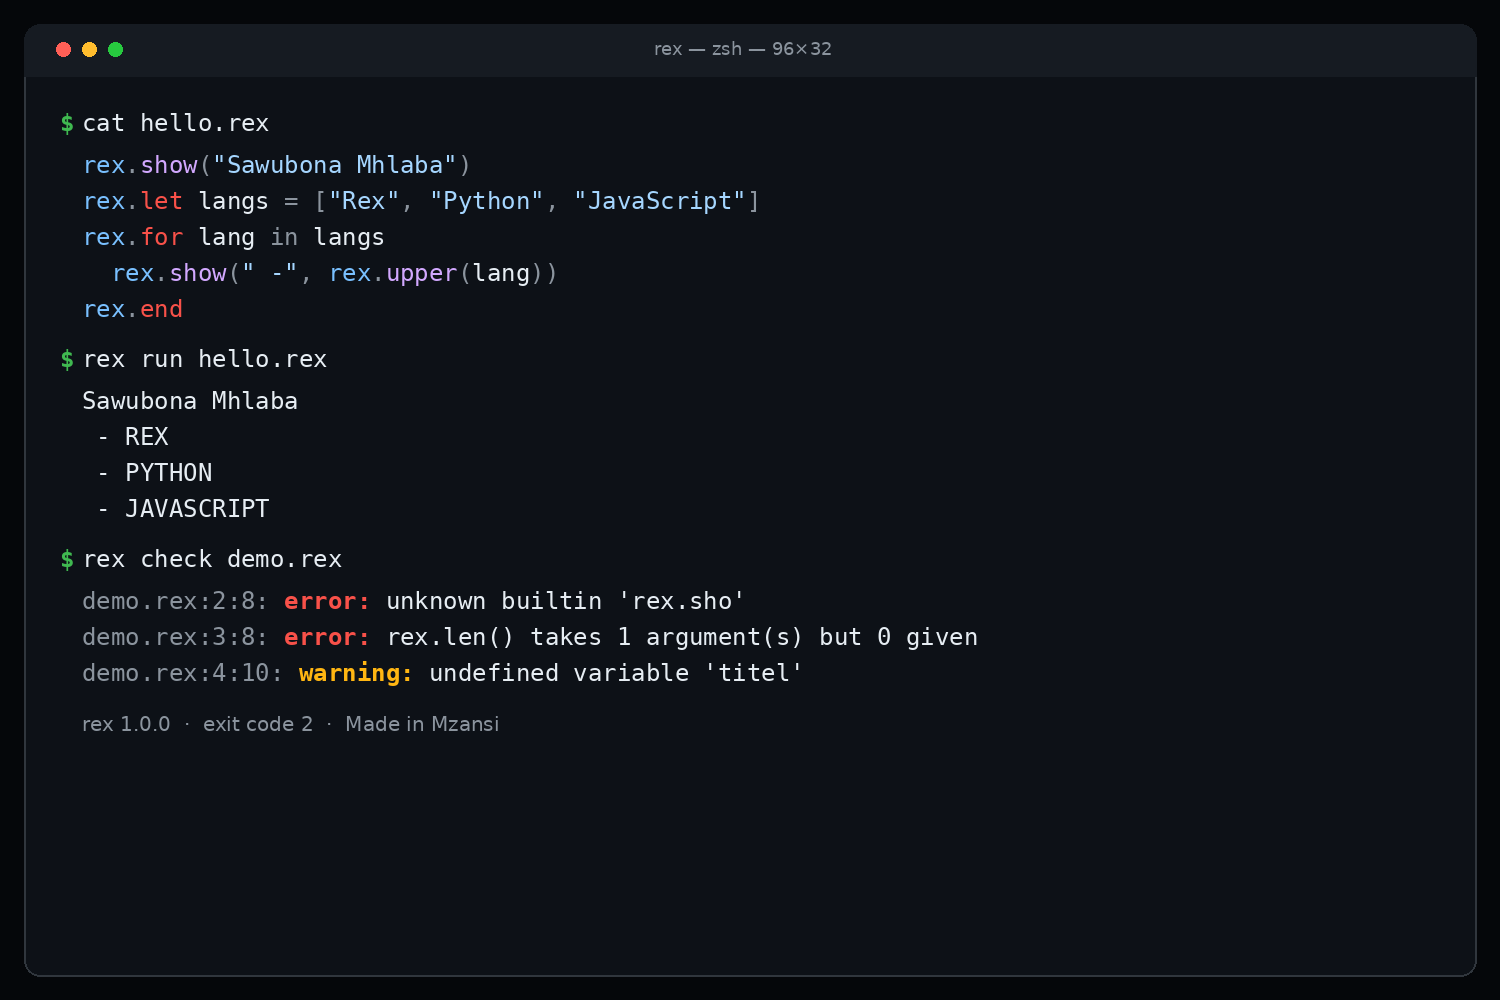 rex — zsh — 96×32
$ cat hello.rex
rex.show("Sawubona Mhlaba")
rex.let langs = ["Rex", "Python", "JavaScript"]
rex.for lang in langs
  rex.show(" -", rex.upper(lang))
rex.end
$ rex run hello.rex
Sawubona Mhlaba
 - REX
 - PYTHON
 - JAVASCRIPT
$ rex check demo.rex
demo.rex:2:8: error: unknown builtin 'rex.sho'
demo.rex:3:8: error: rex.len() takes 1 argument(s) but 0 given
demo.rex:4:10: warning: undefined variable 'titel'
rex 1.0.0 · exit code 2 · Made in Mzansi